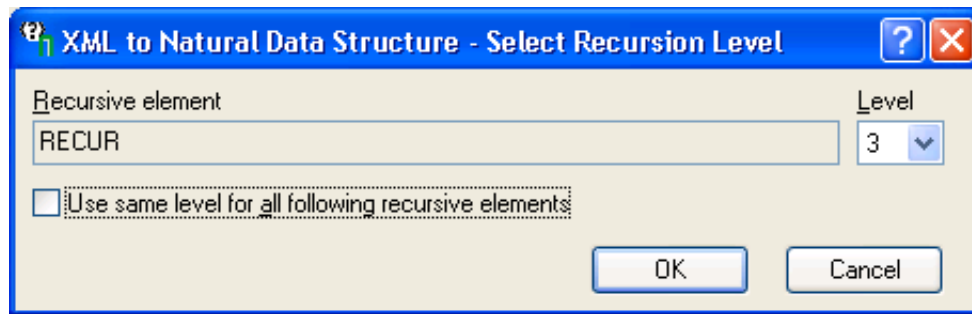 XML to Natural Data Structure - Select Recursion Level
Recursive element
Level
RECUR
3
Use same level for all following recursive elements
OK
Cancel